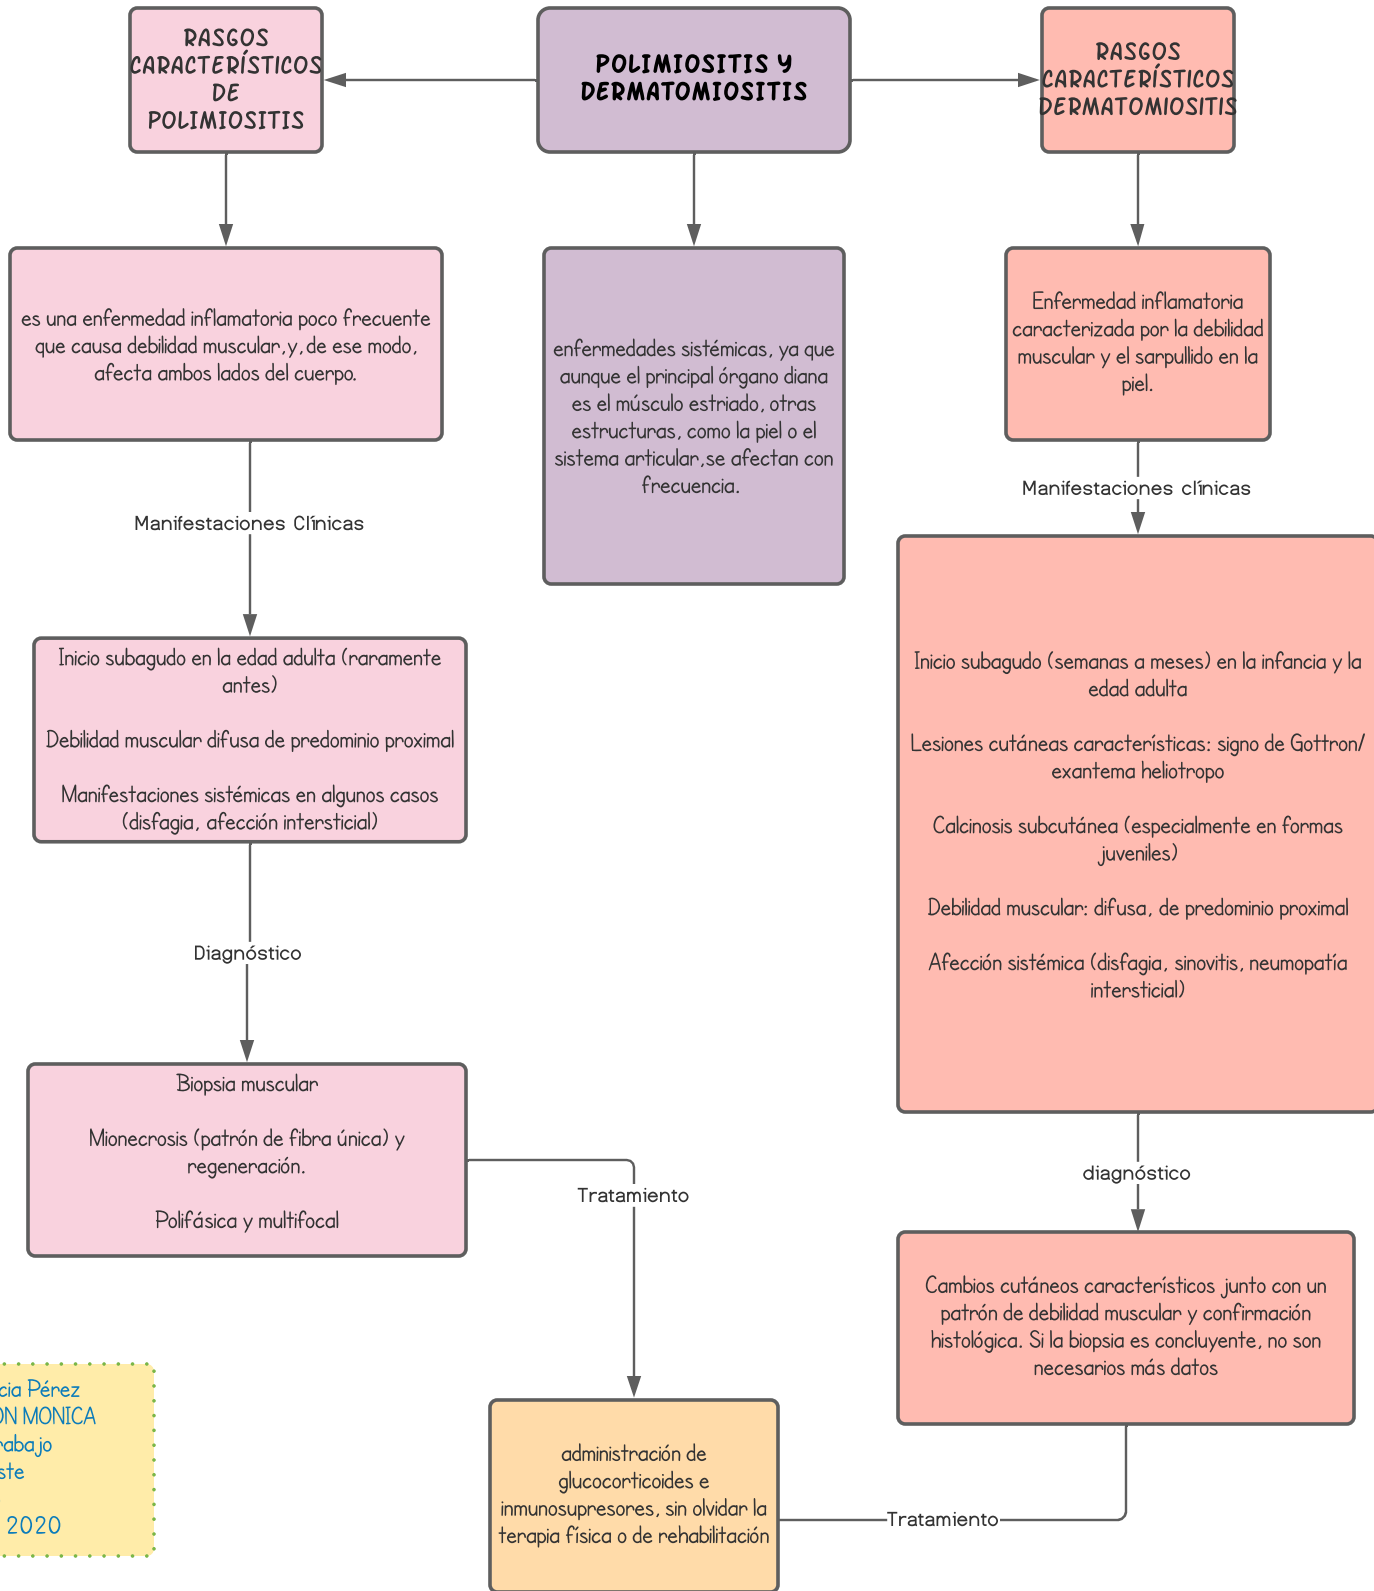 RASGOS
CARACTERÍSTICOS
DE
POLIMIOSITIS
POLIMIOSITIS Y
DERMATOMIOSITIS
RASGOS
CARACTERÍSTICOS
DERMATOMIOSITIS
es una enfermedad inflamatoria poco frecuente
que causa debilidad muscular,y, de ese modo,
afecta ambos lados del cuerpo.
enfermedades sistémicas, ya que
aunque el principal órgano diana
es el músculo estriado, otras
estructuras, como la piel o el
sistema articular,se afectan con
frecuencia.
Enfermedad inflamatoria
caracterizada por la debilidad
muscular y el sarpullido en la
piel.
Manifestaciones Clínicas
Manifestaciones clínicas
Inicio subagudo en la edad adulta (raramente
antes)
Debilidad muscular difusa de predominio proximal
Manifestaciones sistémicas en algunos casos
(disfagia, afección intersticial)
Inicio subagudo (semanas a meses) en la infancia y la
edad adulta
Lesiones cutáneas características: signo de Gottron/
exantema heliotropo
Calcinosis subcutánea (especialmente en formas
juveniles)
Debilidad muscular: difusa, de predominio proximal
Afección sistémica (disfagia, sinovitis, neumopatía
intersticial)
Diagnóstico
Biopsia muscular
Mionecrosis (patrón de fibra única) y
regeneración.
Polifásica y multifocal
Tratamiento
diagnóstico
Cambios cutáneos característicos junto con un
patrón de debilidad muscular y confirmación
histológica. Si la biopsia es concluyente, no son
necesarios más datos
administración de
glucocorticoides e
inmunosupresores, sin olvidar la
terapia física o de rehabilitación
Tratamiento
Pérez
MONICA
2020